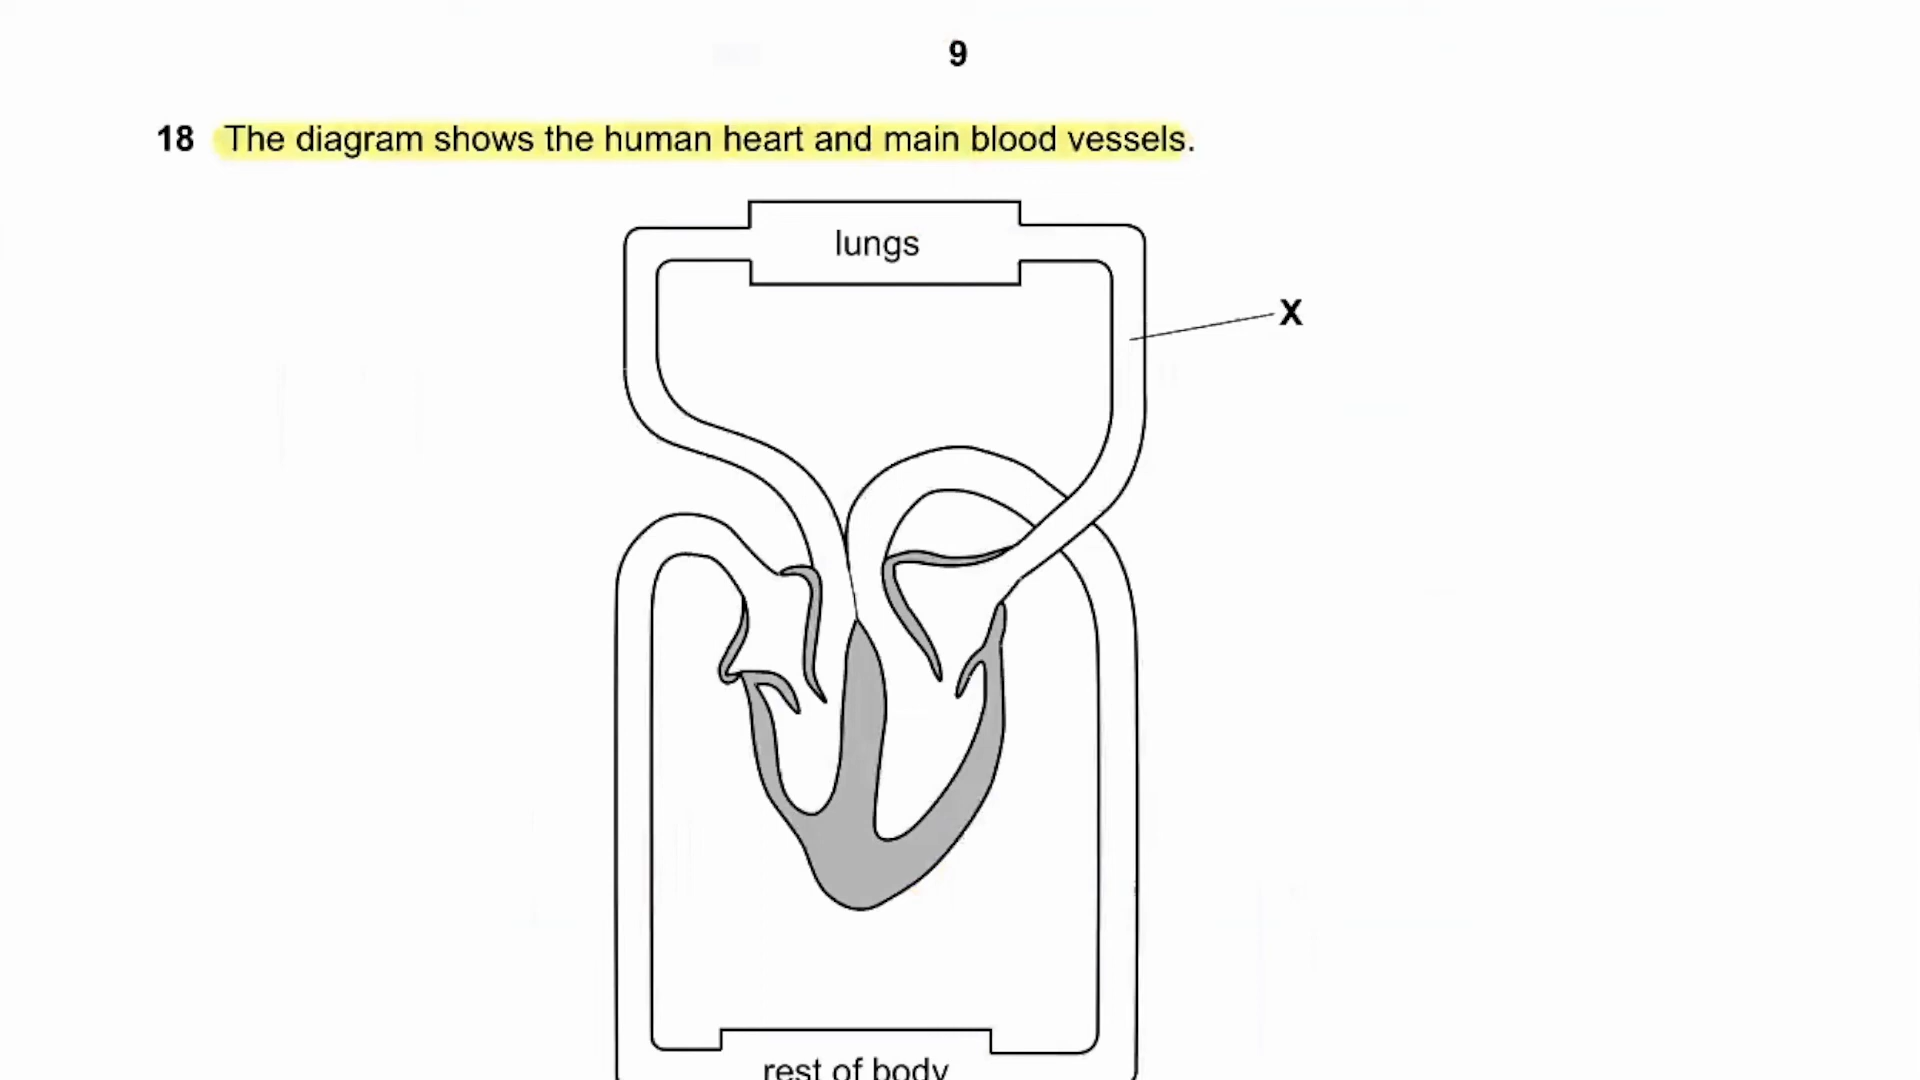 9
18 The diagram shows the human heart and main blood vessels.
lungs
X
rest of body